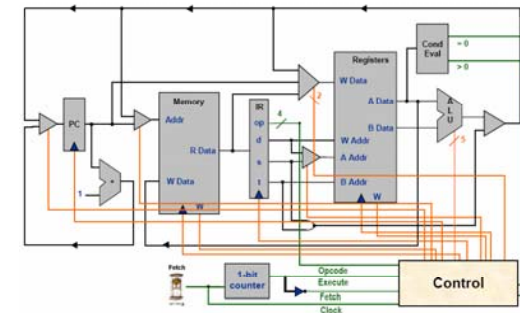 Registers
Cond
Eval
= 0
> 0
Memory
IR
W Data
2
4
A Data
A
L
U
PC
Addr
op
R Data
d
W Addr
B Data
s
A Addr
5
+
W Data
t
B Addr
1
W
W
Fetch
1-bit
counter
Opcode
Execute
Fetch
Clock
Control